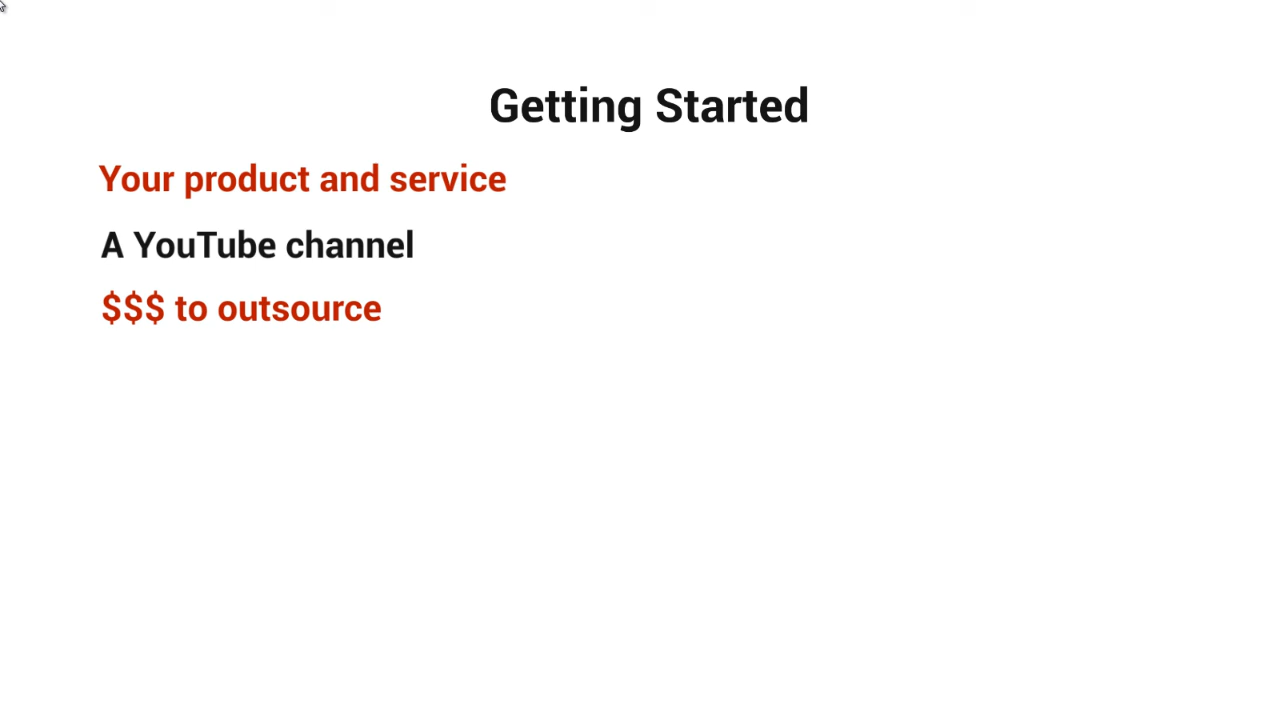 Getting Started
Your product and service
A YouTube channel
$$$ to outsource